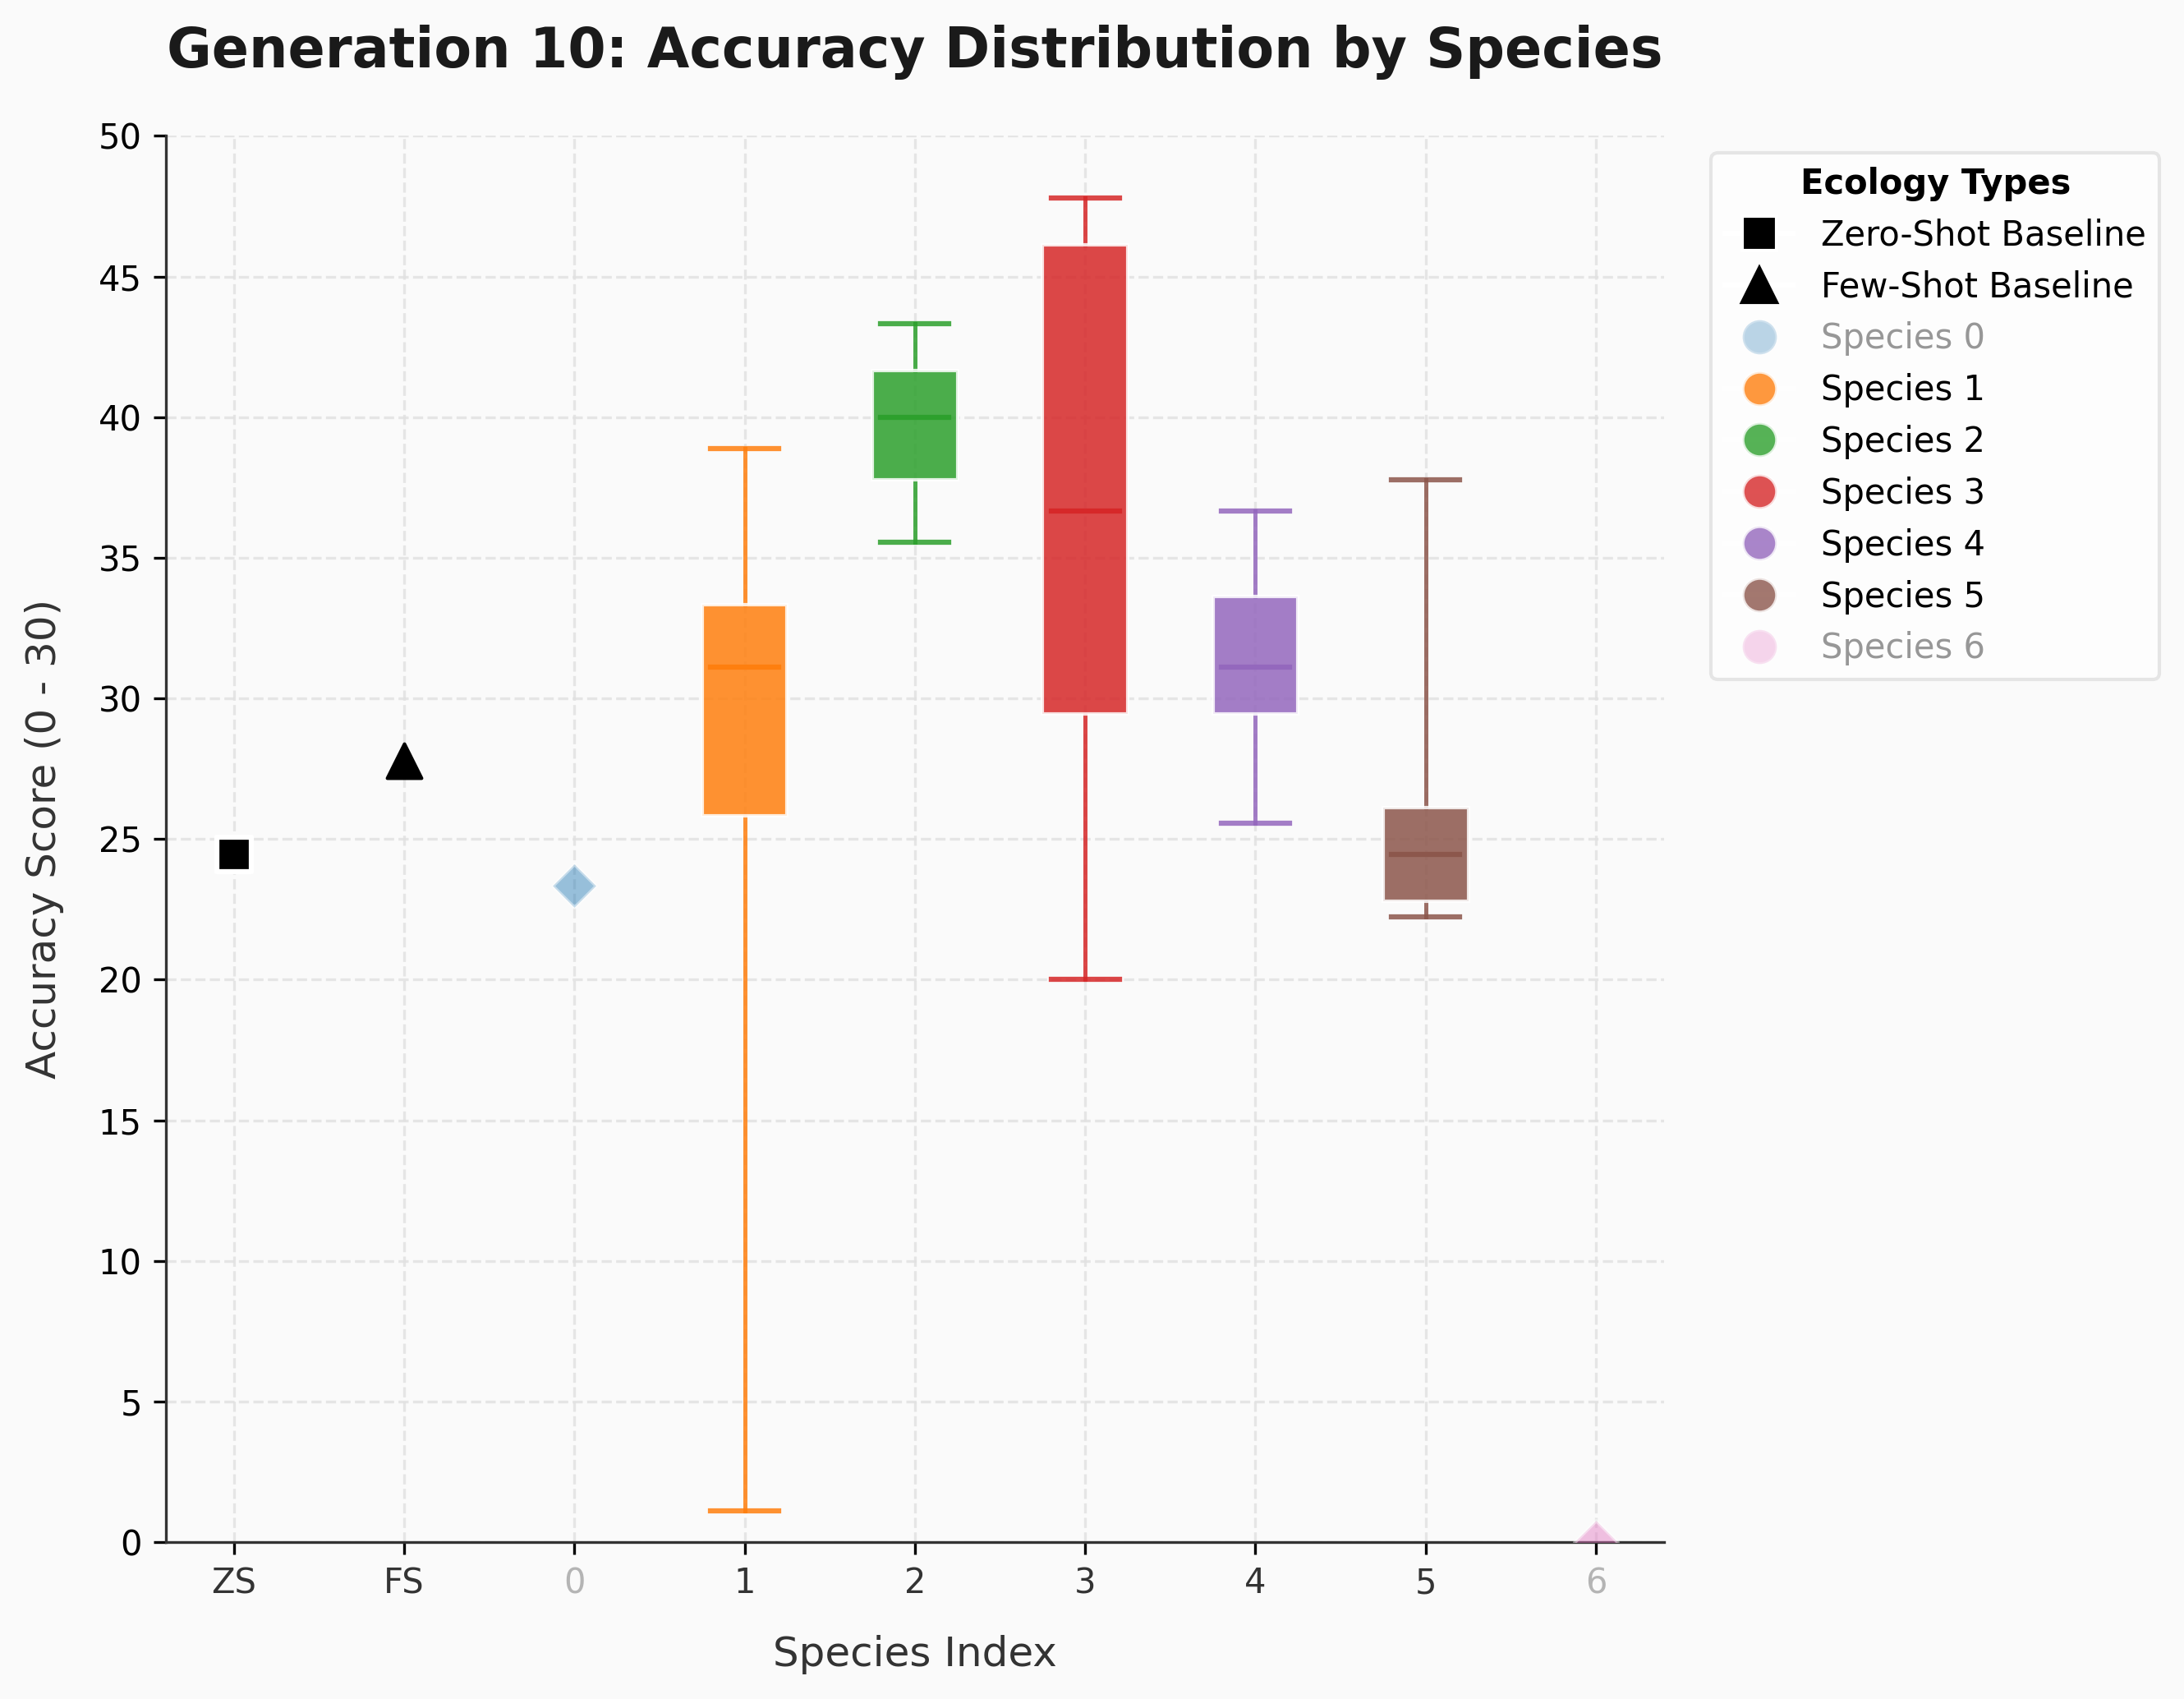 Generation 10: Accuracy Distribution by Species
50
45
40
35
30
25
20
15
10
5
0
Accuracy Score (0 - 30)
ZS FS 0 1 2 3 4 5 6
Species Index
Ecology Types
Zero-Shot Baseline
Few-Shot Baseline
Species 0
Species 1
Species 2
Species 3
Species 4
Species 5
Species 6